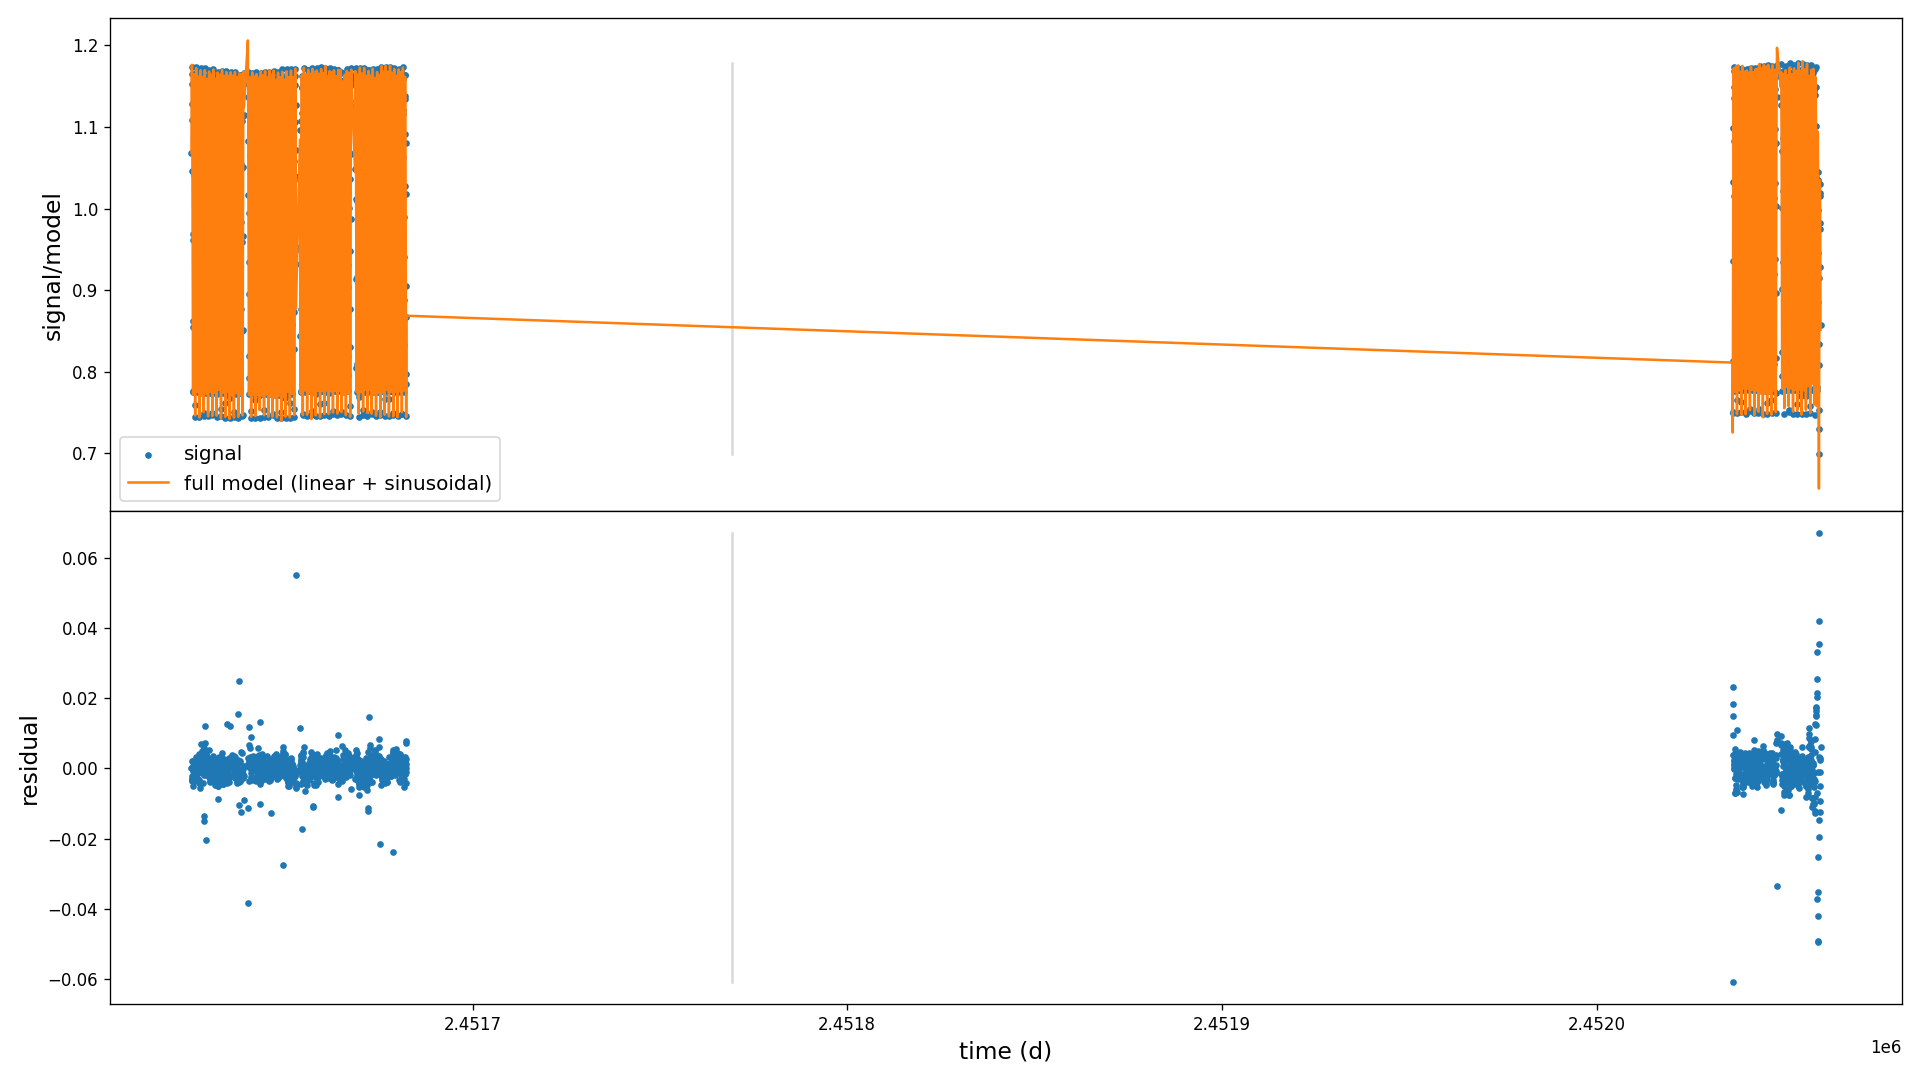 1.2
1.1
1.0
0.9
0.8
0.7
signal/model
signal
full model (linear + sinusoidal)
0.06
0.04
0.02
0.00
−0.02
−0.04
−0.06
residual
2.4517
2.4518
2.4519
2.4520
1e6
time (d)